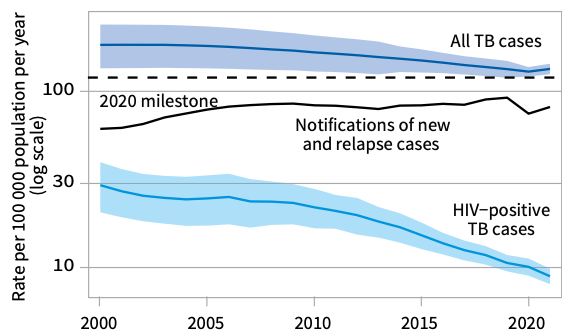 Rate per 100 000 population per year
(log scale)
All TB cases
100
2020 milestone
Notifications of new
and relapse cases
30
HIV−positive
TB cases
10
2000
2005
2010
2015
2020